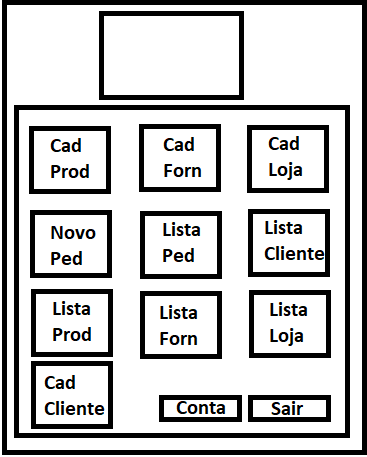 Cad
Prod
Cad
Forn
Cad
Loja
Novo
Ped
Lista
Ped
Lista
Cliente
Lista
Prod
Lista
Forn
Lista
Loja
Cad
Cliente
Conta
Sair